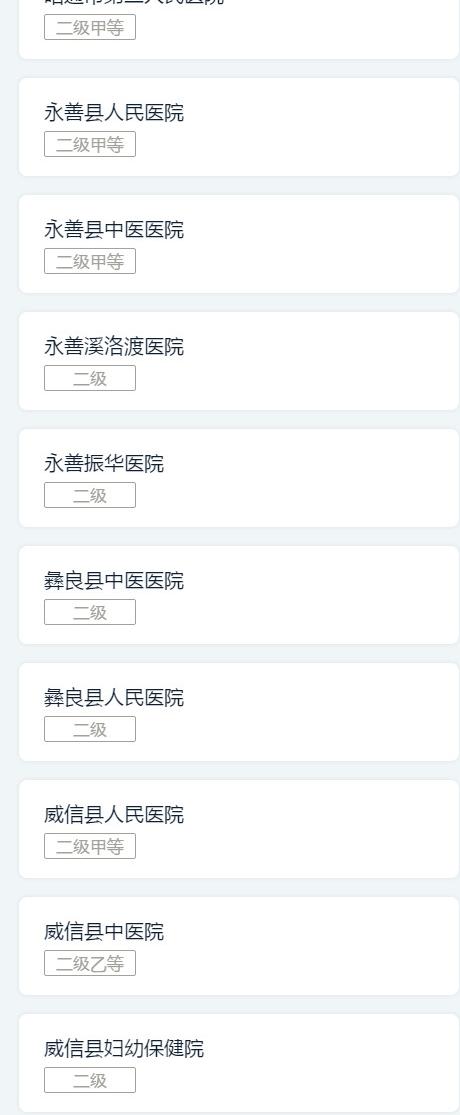 二级甲等
永善县人民医院
二级甲等
永善县中医医院
二级甲等
永善溪洛渡医院
二级
永善振华医院
二级
彝良县中医医院
二级
彝良县人民医院
二级
威信县人民医院
二级甲等
威信县中医院
二级乙等
威信县妇幼保健院
二级